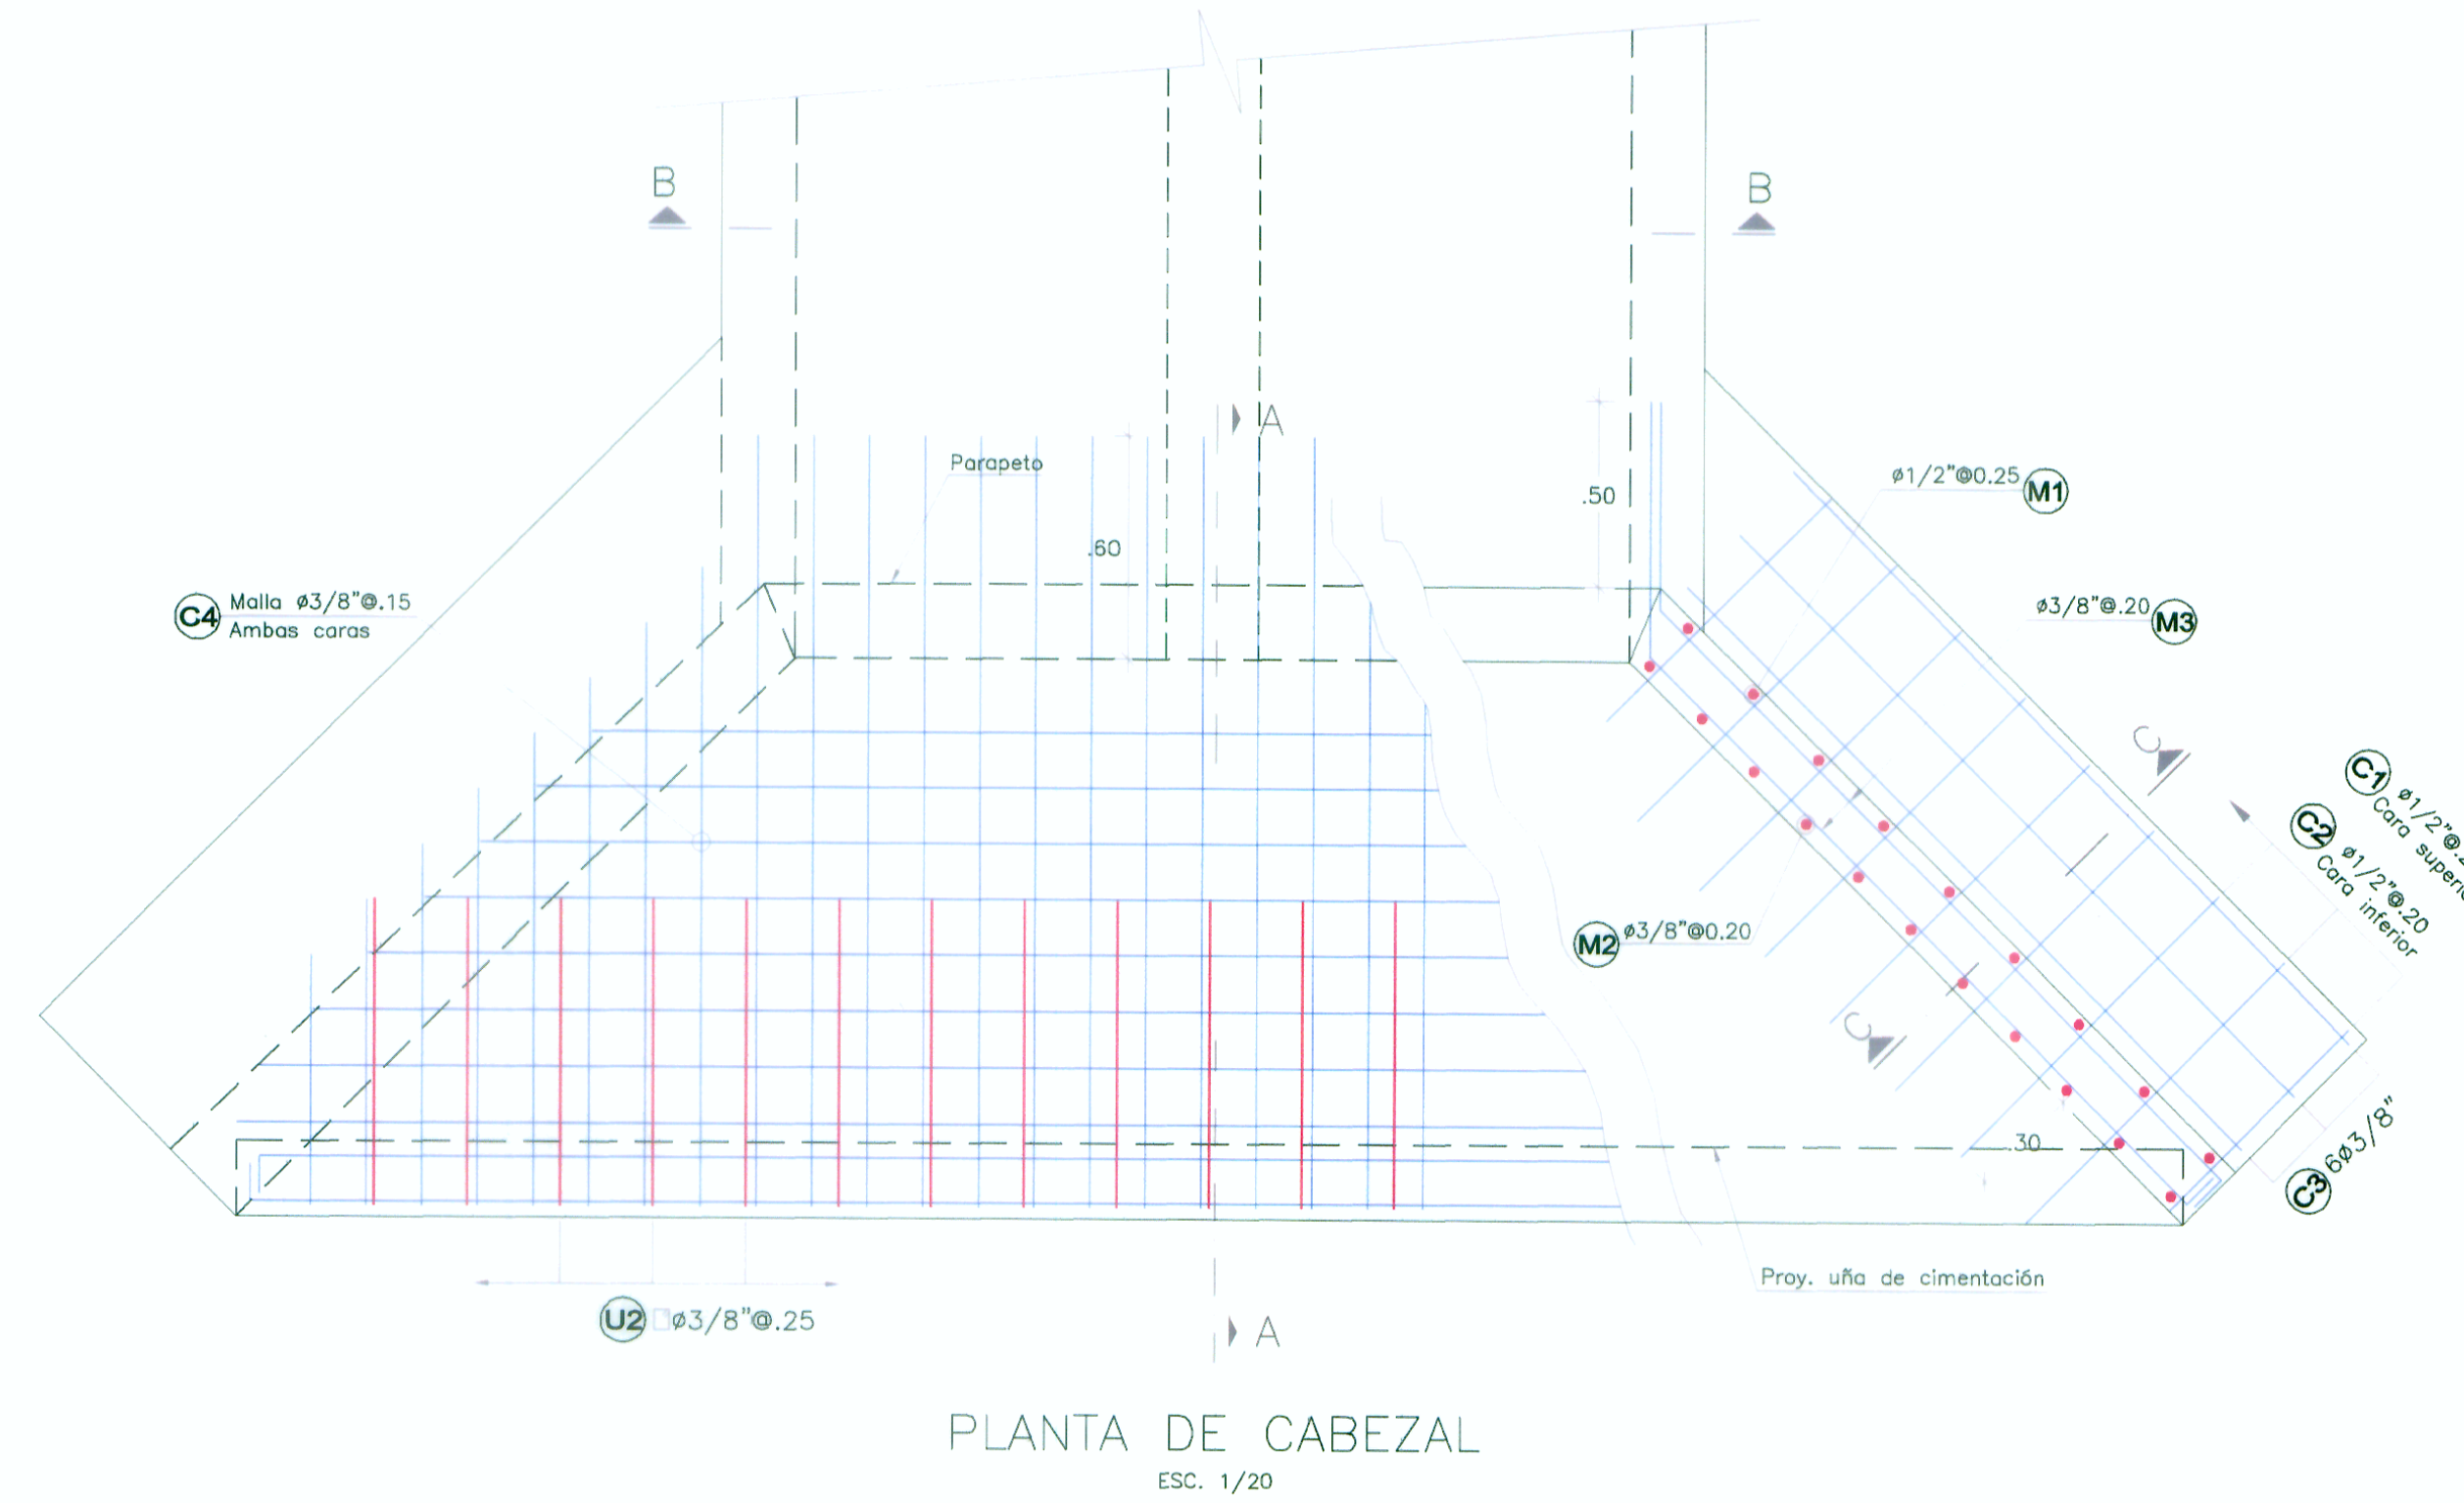 B
B
A
Parapeto
.50
.60
ø1/2"@0.25 M1
ø3/8"@.20 M3
C4 Malla ø3/8"@.15
Ambas caras
C
C1 ø1/2"@
Cara
C2 ø1/2"@.20
Cara inferior
M2 ø3/8"@0.20
C
.30
C3 6ø3/8"
Proy. uña de cimentación
U2 ø3/8"@.25
A
PLANTA DE CABEZAL
ESC. 1/20